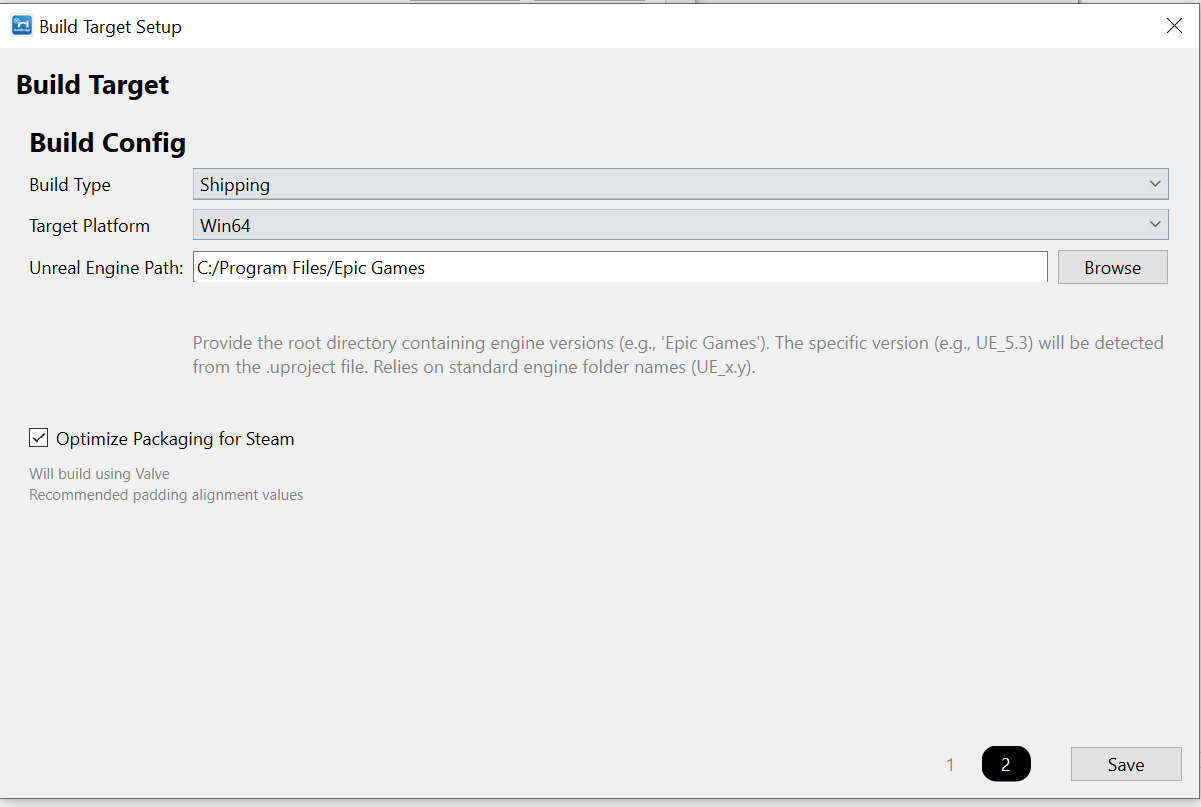 Build Target Setup
Build Target
Build Config
Build Type
Shipping
Target Platform
Win64
Unreal Engine Path:
C:/Program Files/Epic Games
Browse
Provide the root directory containing engine versions (e.g., 'Epic Games'). The specific version (e.g., UE_5.3) will be detected
from the .uproject file. Relies on standard engine folder names (UE_x.y).
Optimize Packaging for Steam
Will build using Valve
Recommended padding alignment values
1
2
Save